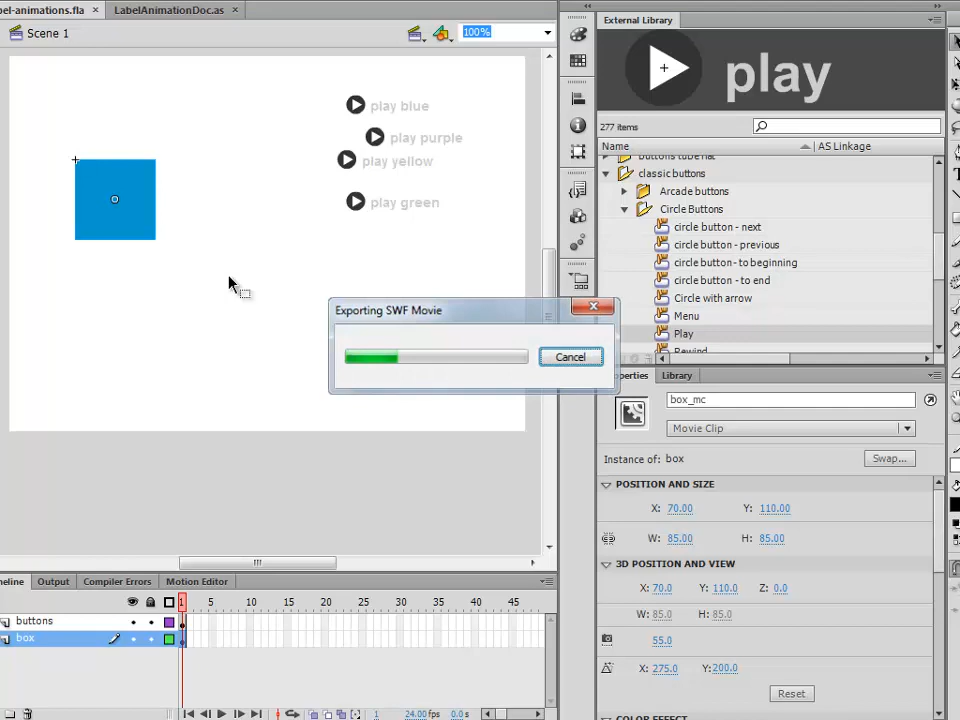 bel-animations.fla ×
LabelAnimationDoc.as ×
Scene 1
100%
play blue
play purple
play yellow
play green
Exporting SWF Movie
Cancel
External Library
play
277 items
Name
AS Linkage
classic buttons
Arcade buttons
Circle Buttons
circle button - next
circle button - previous
circle button - to beginning
circle button - to end
Circle with arrow
Menu
Play
Rewind
roperties
Library
box_mc
Movie Clip
Instance of: box
Swap...
POSITION AND SIZE
X: 70.00 Y: 110.00
W: 85.00 H: 85.00
3D POSITION AND VIEW
X: 70.0 Y: 110.0 Z: 0.0
W: 85.0 H: 85.0
55.0
X: 275.0 Y: 200.0
Reset
COLOR EFFECT
meline
Output
Compiler Errors
Motion Editor
1 5 10 15 20 25 30 35 40 45
buttons
box
1 24.00 fps 0.0 s